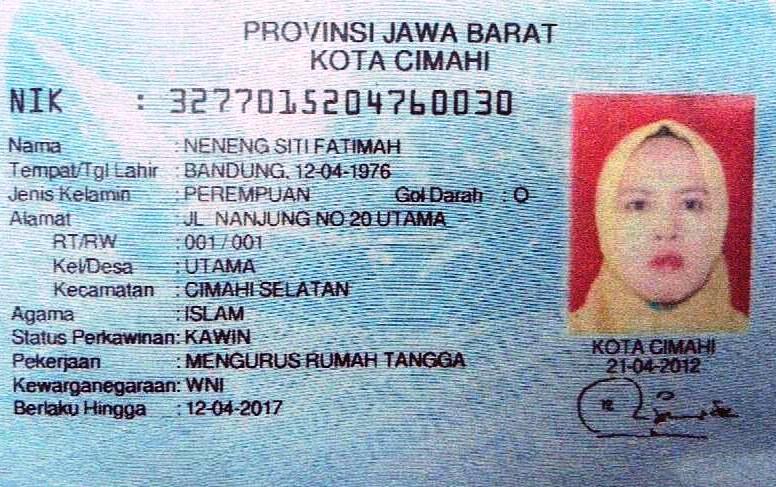 PROVINSI JAWA BARAT
KOTA CIMAHI
NIK : 3277015204760030
Nama : NENENG SITI FATIMAH
Tempat/Tgl Lahir : BANDUNG, 12-04-1976
Jenis Kelamin : PEREMPUAN Gol Darah : O
Alamat : JL NANJUNG NO 20 UTAMA
RT/RW : 001 / 001
Kel/Desa : UTAMA
Kecamatan : CIMAHI SELATAN
Agama : ISLAM
Status Perkawinan: KAWIN
Pekerjaan : MENGURUS RUMAH TANGGA
Kewarganegaraan: WNI
Berlaku Hingga : 12-04-2017
KOTA CIMAHI
21-04-2012